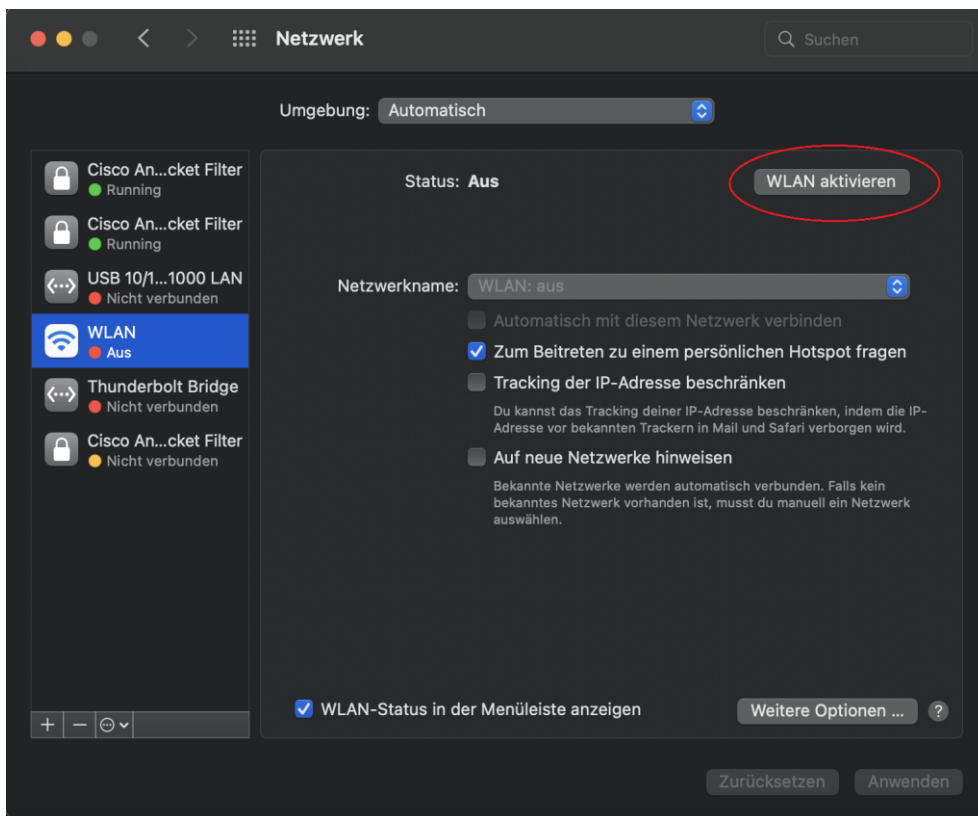 Netzwerk
Suchen
Umgebung: Automatisch
Cisco An...cket Filter
Running
Cisco An...cket Filter
Running
USB 10/1...1000 LAN
Nicht verbunden
WLAN
Aus
Thunderbolt Bridge
Nicht verbunden
Cisco An...cket Filter
Nicht verbunden
Status: Aus
WLAN aktivieren
Netzwerkname: WLAN: aus
Automatisch mit diesem Netzwerk verbinden
Zum Beitreten zu einem persönlichen Hotspot fragen
Tracking der IP-Adresse beschränken
Du kannst das Tracking deiner IP-Adresse beschränken, indem die IP-
Adresse vor bekannten Trackern in Mail und Safari verborgen wird.
Auf neue Netzwerke hinweisen
Bekannte Netzwerke werden automatisch verbunden. Falls kein
bekanntes Netzwerk vorhanden ist, musst du manuell ein Netzwerk
auswählen.
WLAN-Status in der Menüleiste anzeigen
Weitere Optionen ... ?
Zurücksetzen
Anwenden